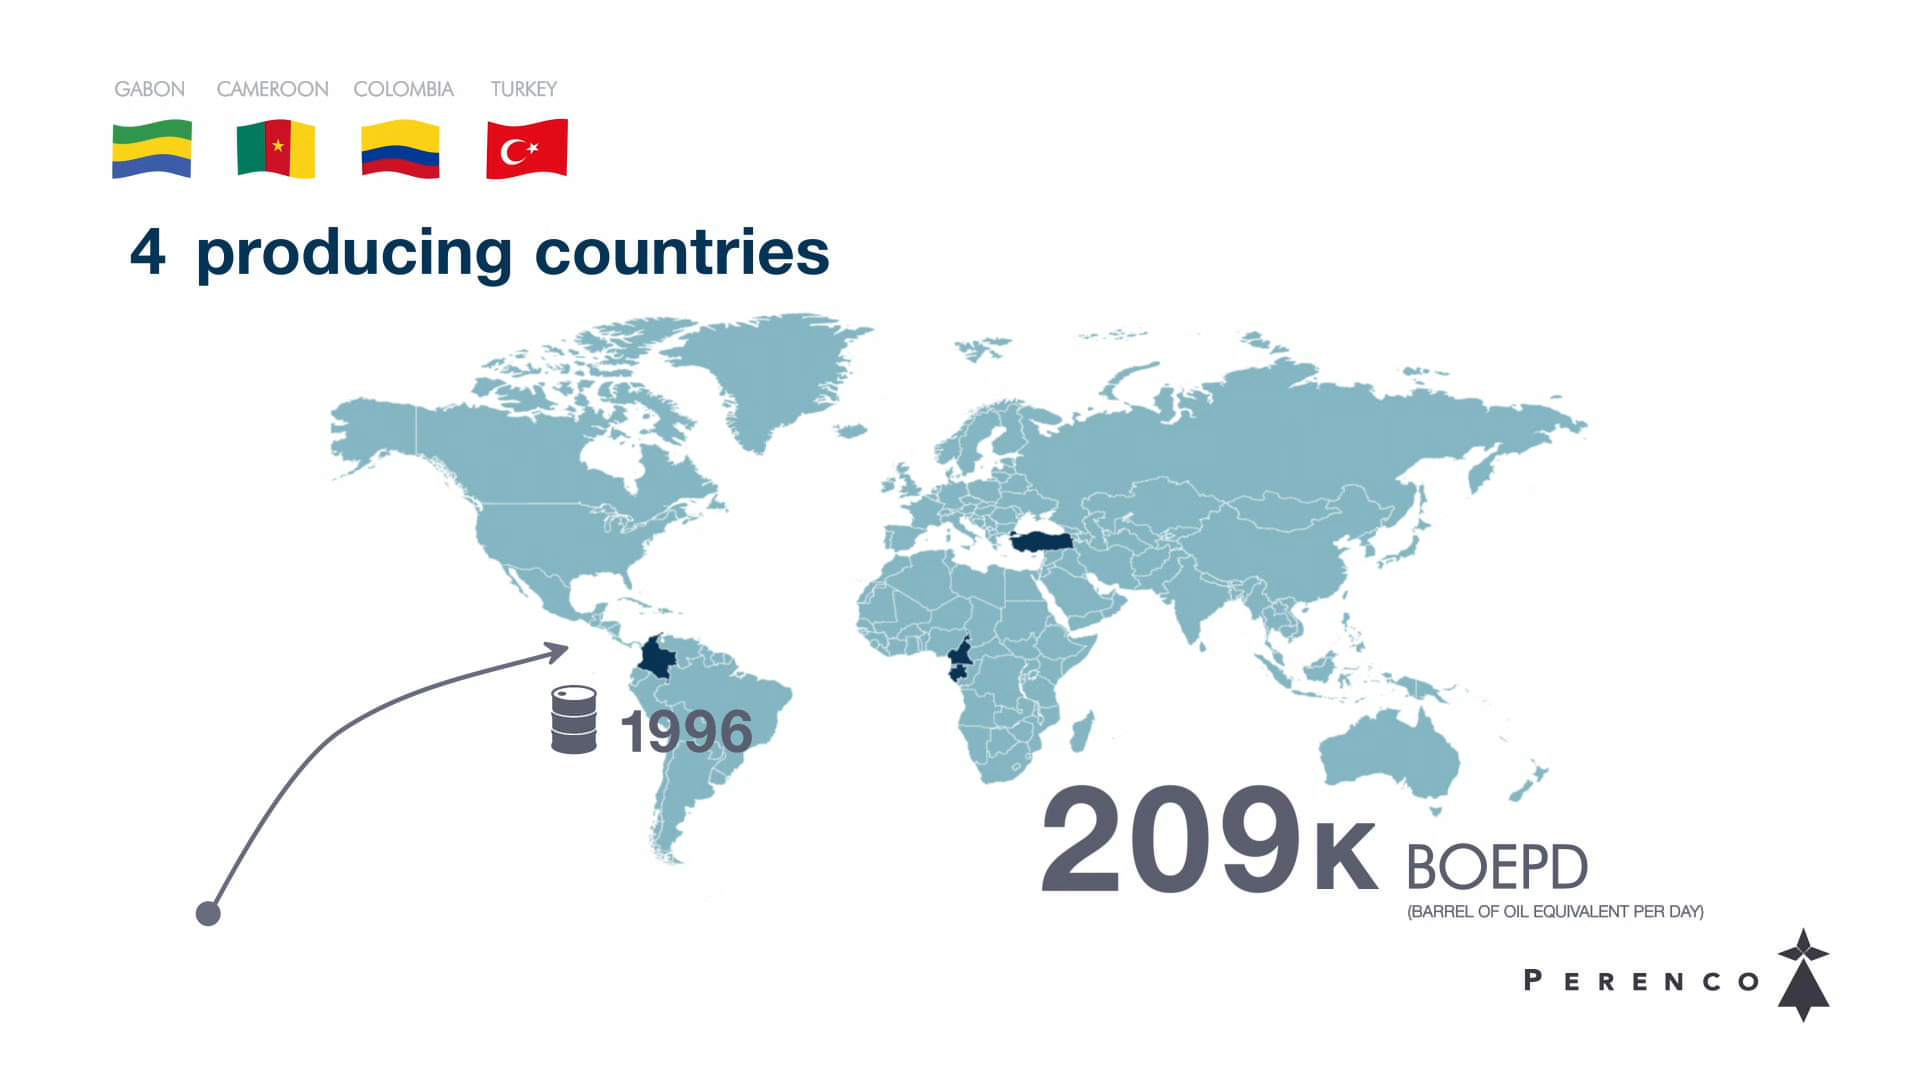 GABON CAMEROON COLOMBIA TURKEY
4 producing countries
1996
209K BOEPD
(BARREL OF OIL EQUIVALENT PER DAY)
PERENCO